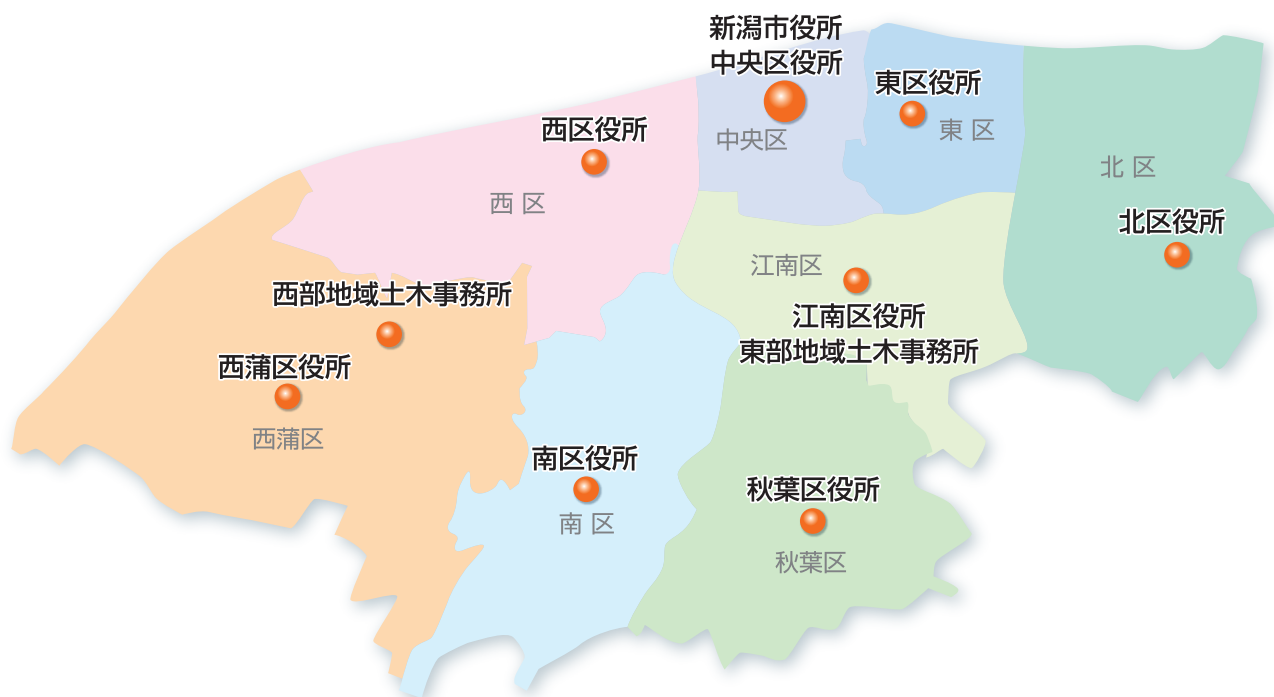 新潟市役所
中央区役所
中央区
東区役所
東 区
西区役所
西 区
北 区
北区役所
江南区
江南区役所
東部地域土木事務所
西部地域土木事務所
西蒲区役所
西蒲区
南区役所
南 区
秋葉区役所
秋葉区